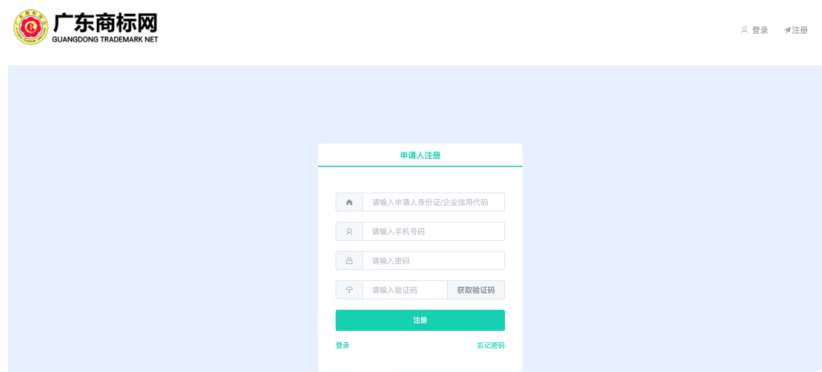 广东商标网
GUANGDONG TRADEMARK NET
登录 注册
申请人注册
请输入申请人身份证/企业信用代码
请输入手机号码
请输入密码
请输入验证码 获取验证码
注册
登录 忘记密码